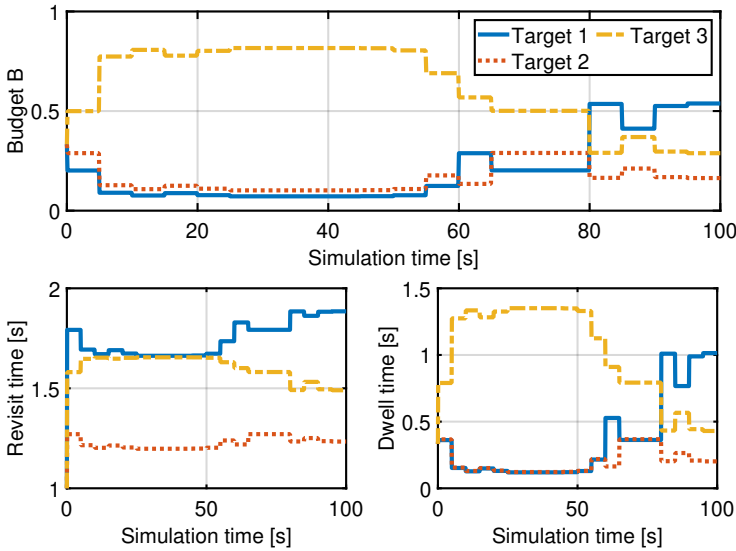 Budget B
1
0.5
0
Target 1
Target 3
Target 2
0
20
40
60
80
100
Simulation time [s]
Revisit time [s]
2
1.5
1
0
50
100
Simulation time [s]
Dwell time [s]
1.5
1
0.5
0
0
50
100
Simulation time [s]